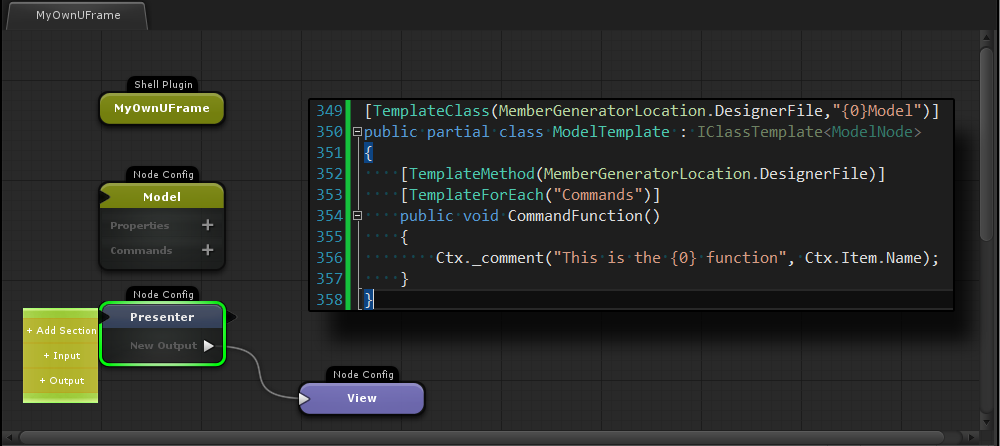 MyOwnUFrame
Shell Plugin
MyOwnUFrame
Node Config
Model
Properties +
Commands +
Node Config
Presenter
New Output
+ Add Section
+ Input
+ Output
Node Config
View
349 [TemplateClass(MemberGeneratorLocation.DesignerFile,"{0}Model")]
350 public partial class ModelTemplate : IClassTemplate<ModelNode>
351 {
352 [TemplateMethod(MemberGeneratorLocation.DesignerFile)]
353 [TemplateForEach("Commands")]
354 public void CommandFunction()
355 {
356 Ctx._comment("This is the {0} function", Ctx.Item.Name);
357 }
358 }